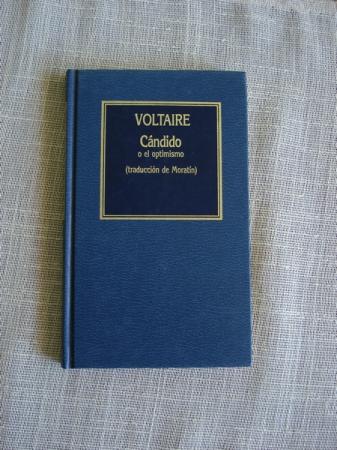 VOLTAIRE
Cándido
o el optimismo
(traducción de Moratín)